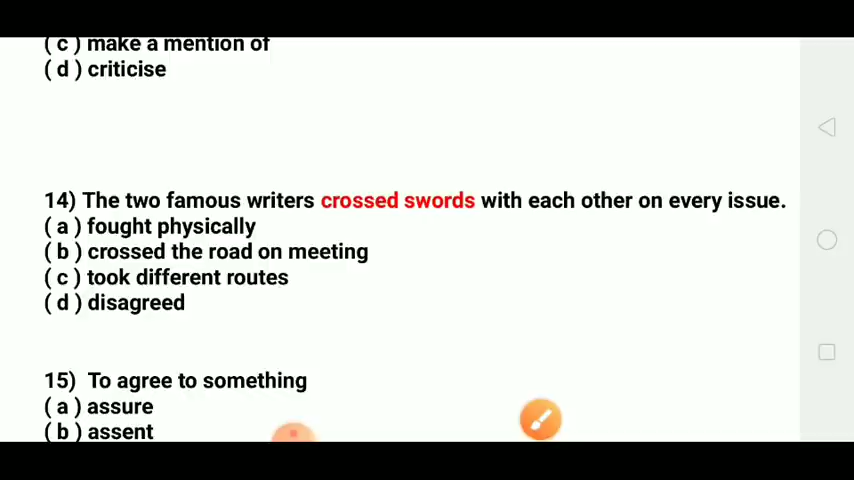 ( c ) make a mention of
( d ) criticise
14) The two famous writers crossed swords with each other on every issue.
( a ) fought physically
( b ) crossed the road on meeting
( c ) took different routes
( d ) disagreed
15) To agree to something
( a ) assure
( b ) assent